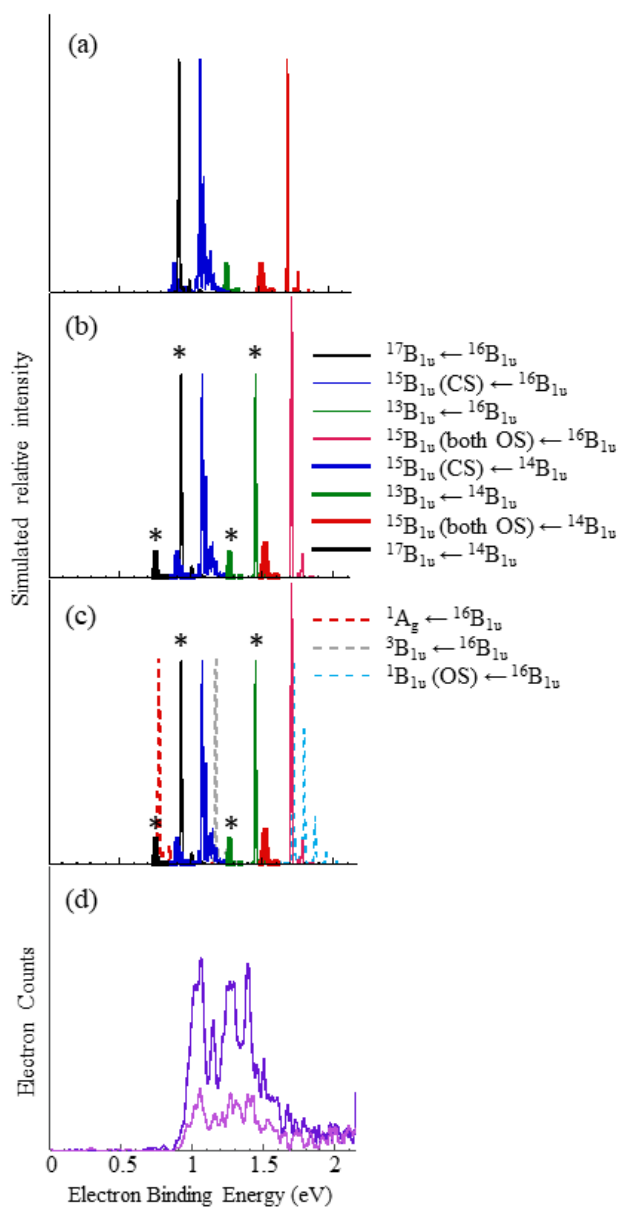 (a)
(b)
* *
* *
¹⁷B₁ᵤ ← ¹⁶B₁ᵤ
¹⁵B₁ᵤ (CS) ← ¹⁶B₁ᵤ
¹³B₁ᵤ ← ¹⁶B₁ᵤ
¹⁵B₁ᵤ (both OS) ← ¹⁶B₁ᵤ
¹⁵B₁ᵤ (CS) ← ¹⁴B₁ᵤ
¹³B₁ᵤ ← ¹⁴B₁ᵤ
¹⁵B₁ᵤ (both OS) ← ¹⁴B₁ᵤ
¹⁷B₁ᵤ ← ¹⁴B₁ᵤ
Simulated relative intensity
(c)
* *
* *
¹A_g ← ¹⁶B₁ᵤ
³B₁ᵤ ← ¹⁶B₁ᵤ
¹B₁ᵤ (OS) ← ¹⁶B₁ᵤ
(d)
Electron Counts
0 0.5 1 1.5 2
Electron Binding Energy (eV)